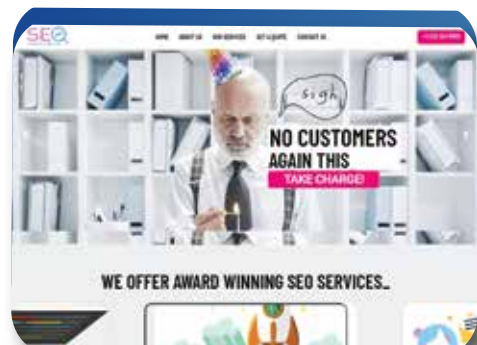 SEO
HOME ABOUT US OUR SERVICES GET A QUOTE CONTACT US
sigh
NO CUSTOMERS
AGAIN THIS
TAKE CHARGE!
WE OFFER AWARD WINNING SEO SERVICES...